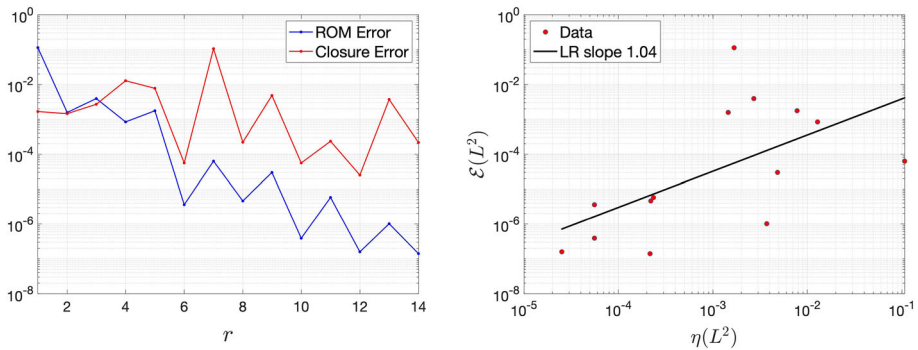 10^0
10^-2
10^-4
10^-6
10^-8
2 4 6 8 10 12 14
r
ROM Error
Closure Error
10^0
10^-2
10^-4
10^-6
10^-8
10^-5 10^-4 10^-3 10^-2 10^-1
η(L^2)
ℰ(L^2)
Data
LR slope 1.04